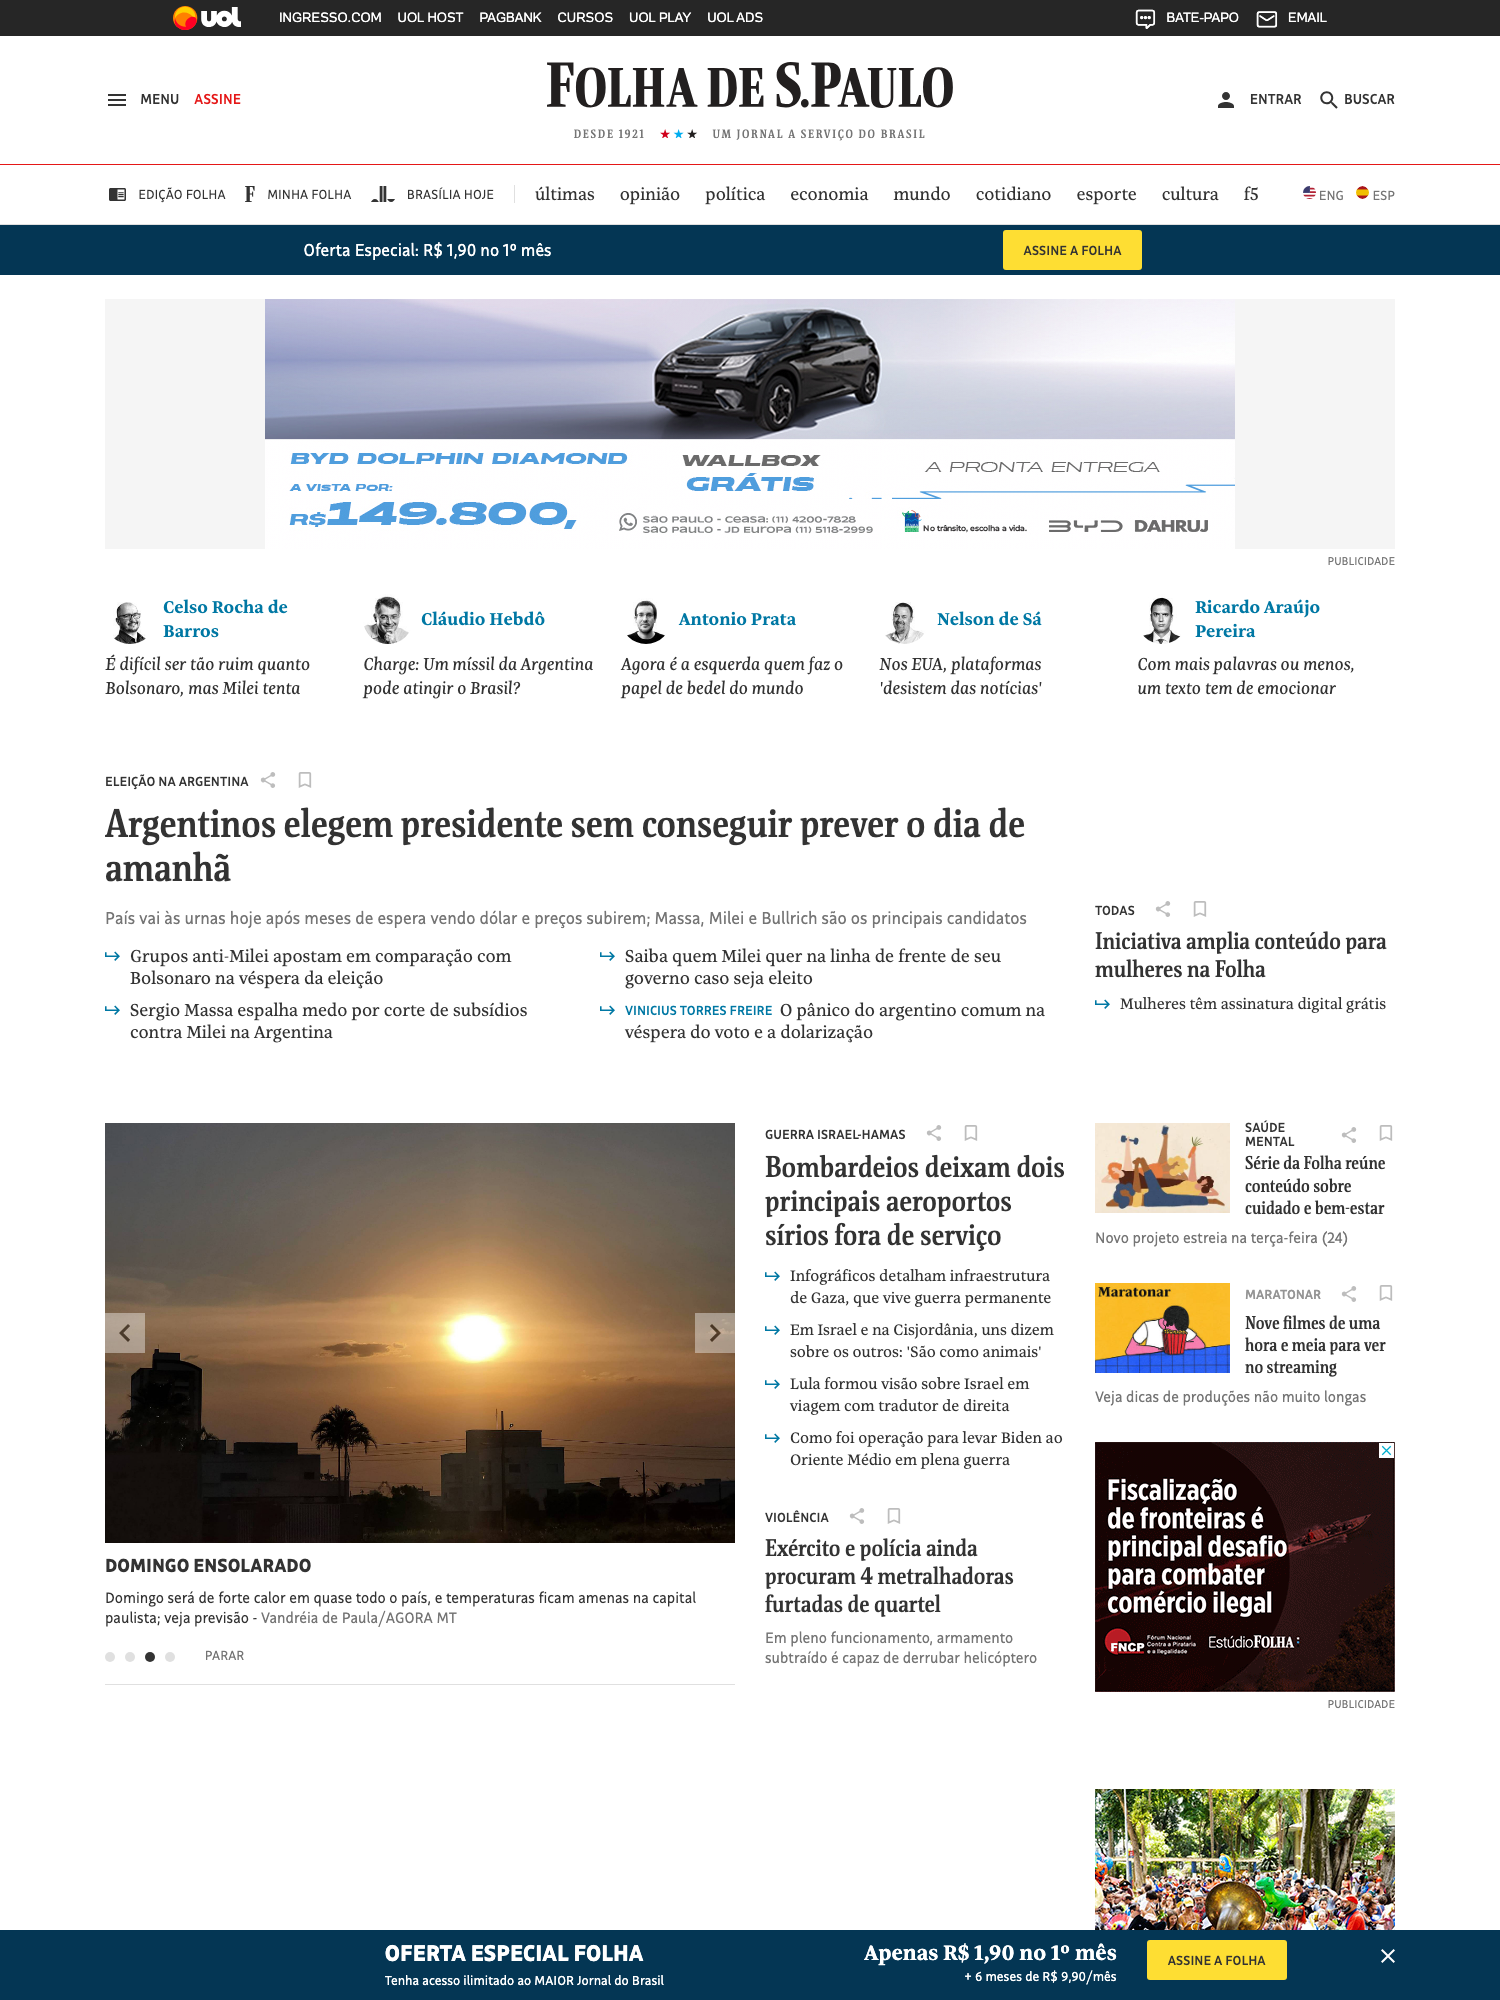 uol INGRESSO.COM UOL HOST PAGBANK CURSOS UOL PLAY UOL ADS BATE-PAPO EMAIL
MENU ASSINE
FOLHA DE S.PAULO
DESDE 1921 ★★★ UM JORNAL A SERVIÇO DO BRASIL
ENTRAR BUSCAR
EDIÇÃO FOLHA MINHA FOLHA BRASÍLIA HOJE últimas opinião política economia mundo cotidiano esporte cultura f5 ENG ESP
Oferta Especial: R$ 1,90 no 1º mês ASSINE A FOLHA
BYD DOLPHIN DIAMOND
A VISTA POR:
R$149.800,
WALLBOX
GRÁTIS
A PRONTA ENTREGA
SÃO PAULO - CEASA: (11) 4200-7828
SÃO PAULO - JD EUROPA (11) 5118-2999
No trânsito, escolha a vida.
BYD DAHRUJ
PUBLICIDADE
Celso Rocha de
Barros
É difícil ser tão ruim quanto
Bolsonaro, mas Milei tenta
Cláudio Hebdô
Charge: Um míssil da Argentina
pode atingir o Brasil?
Antonio Prata
Agora é a esquerda quem faz o
papel de bedel do mundo
Nelson de Sá
Nos EUA, plataformas
'desistem das notícias'
Ricardo Araújo
Pereira
Com mais palavras ou menos,
um texto tem de emocionar
ELEIÇÃO NA ARGENTINA
Argentinos elegem presidente sem conseguir prever o dia de
amanhã
País vai às urnas hoje após meses de espera vendo dólar e preços subirem; Massa, Milei e Bullrich são os principais candidatos
Grupos anti-Milei apostam em comparação com
Bolsonaro na véspera da eleição
Sergio Massa espalha medo por corte de subsídios
contra Milei na Argentina
Saiba quem Milei quer na linha de frente de seu
governo caso seja eleito
VINICIUS TORRES FREIRE O pânico do argentino comum na
véspera do voto e a dolarização
TODAS
Iniciativa amplia conteúdo para
mulheres na Folha
Mulheres têm assinatura digital grátis
DOMINGO ENSOLARADO
Domingo será de forte calor em quase todo o país, e temperaturas ficam amenas na capital
paulista; veja previsão - Vandréia de Paula/AGORA MT
PARAR
GUERRA ISRAEL-HAMAS
Bombardeios deixam dois
principais aeroportos
sírios fora de serviço
Infográficos detalham infraestrutura
de Gaza, que vive guerra permanente
Em Israel e na Cisjordânia, uns dizem
sobre os outros: 'São como animais'
Lula formou visão sobre Israel em
viagem com tradutor de direita
Como foi operação para levar Biden ao
Oriente Médio em plena guerra
VIOLÊNCIA
Exército e polícia ainda
procuram 4 metralhadoras
furtadas de quartel
Em pleno funcionamento, armamento
subtraído é capaz de derrubar helicóptero
SAÚDE
MENTAL
Série da Folha reúne
conteúdo sobre
cuidado e bem-estar
Novo projeto estreia na terça-feira (24)
Maratonar
MARATONAR
Nove filmes de uma
hora e meia para ver
no streaming
Veja dicas de produções não muito longas
Fiscalização
de fronteiras é
principal desafio
para combater
comércio ilegal
FNCP
Fórum Nacional
Contra a Pirataria
e a Ilegalidade
EstúdioFOLHA:
PUBLICIDADE
OFERTA ESPECIAL FOLHA
Tenha acesso ilimitado ao MAIOR Jornal do Brasil
Apenas R$ 1,90 no 1º mês
+ 6 meses de R$ 9,90/mês
ASSINE A FOLHA